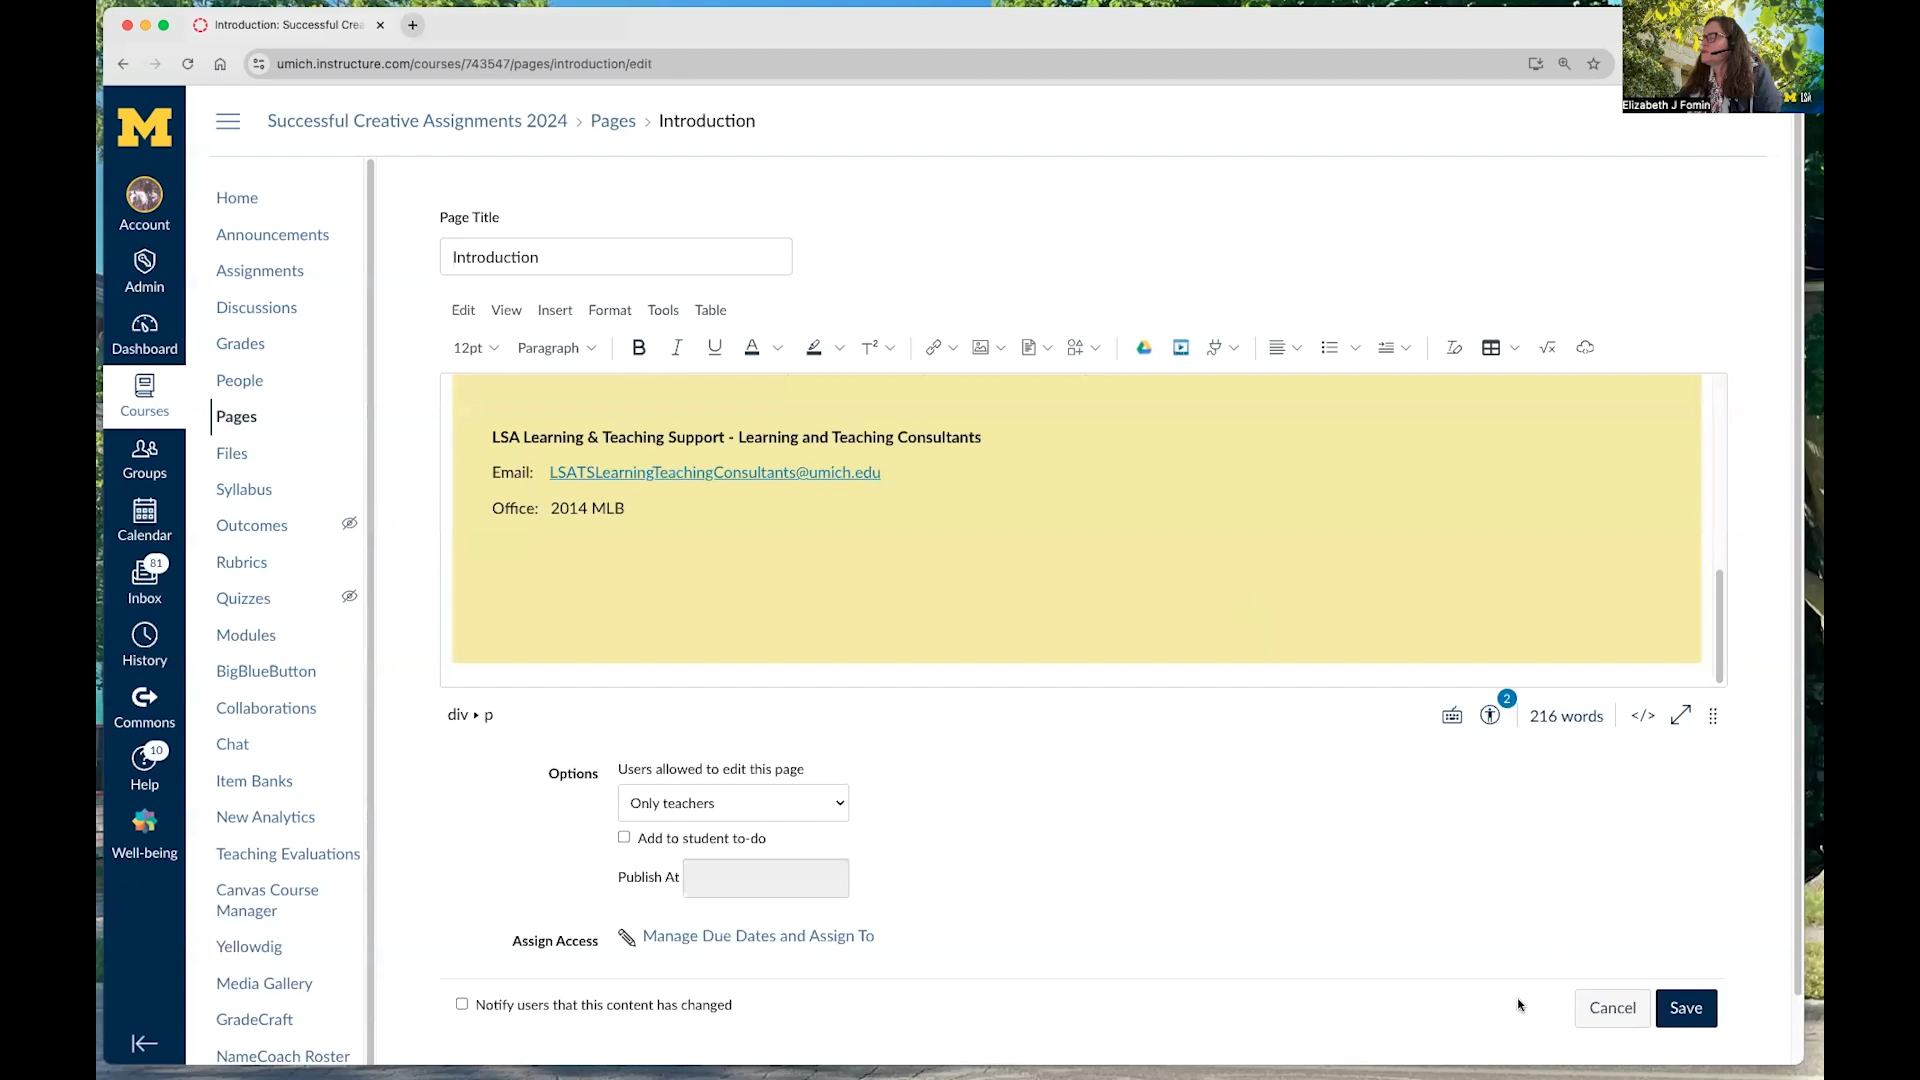 Introduction: Successful Crea
umich.instructure.com/courses/743547/pages/introduction/edit
Elizabeth J Fomin
LSA
M
Successful Creative Assignments 2024 > Pages > Introduction
Account
Admin
Dashboard
Courses
Groups
Calendar
81
Inbox
History
Commons
10
Help
Well-being
Home
Announcements
Assignments
Discussions
Grades
People
Pages
Files
Syllabus
Outcomes
Rubrics
Quizzes
Modules
BigBlueButton
Collaborations
Chat
Item Banks
New Analytics
Teaching Evaluations
Canvas Course
Manager
Yellowdig
Media Gallery
GradeCraft
NameCoach Roster
Page Title
Introduction
Edit View Insert Format Tools Table
12pt Paragraph B I U A T²
LSA Learning & Teaching Support - Learning and Teaching Consultants
Email: LSATSLearningTeachingConsultants@umich.edu
Office: 2014 MLB
div ▸ p
2
216 words </>
Options
Users allowed to edit this page
Only teachers
Add to student to-do
Publish At
Assign Access
Manage Due Dates and Assign To
Notify users that this content has changed
Cancel Save